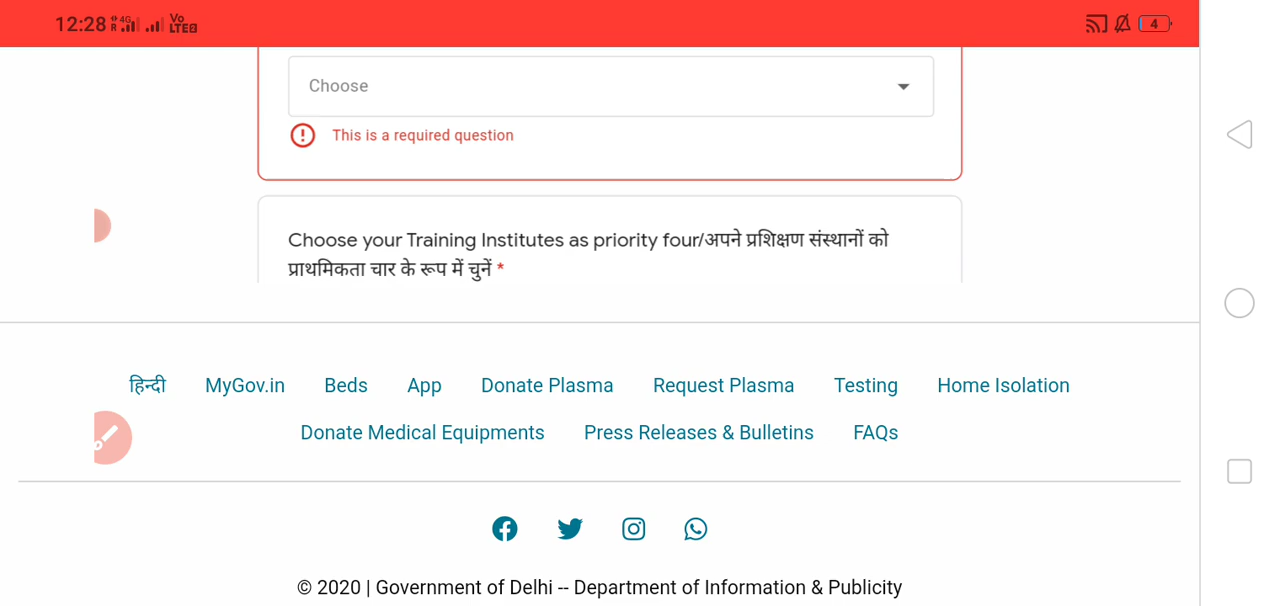 12:28 R 4G Vo LTE2 4
Choose
This is a required question
Choose your Training Institutes as priority four/अपने प्रशिक्षण संस्थानों को
प्राथमिकता चार के रूप में चुनें *
हिन्दी MyGov.in Beds App Donate Plasma Request Plasma Testing Home Isolation
Donate Medical Equipments Press Releases & Bulletins FAQs
© 2020 | Government of Delhi -- Department of Information & Publicity